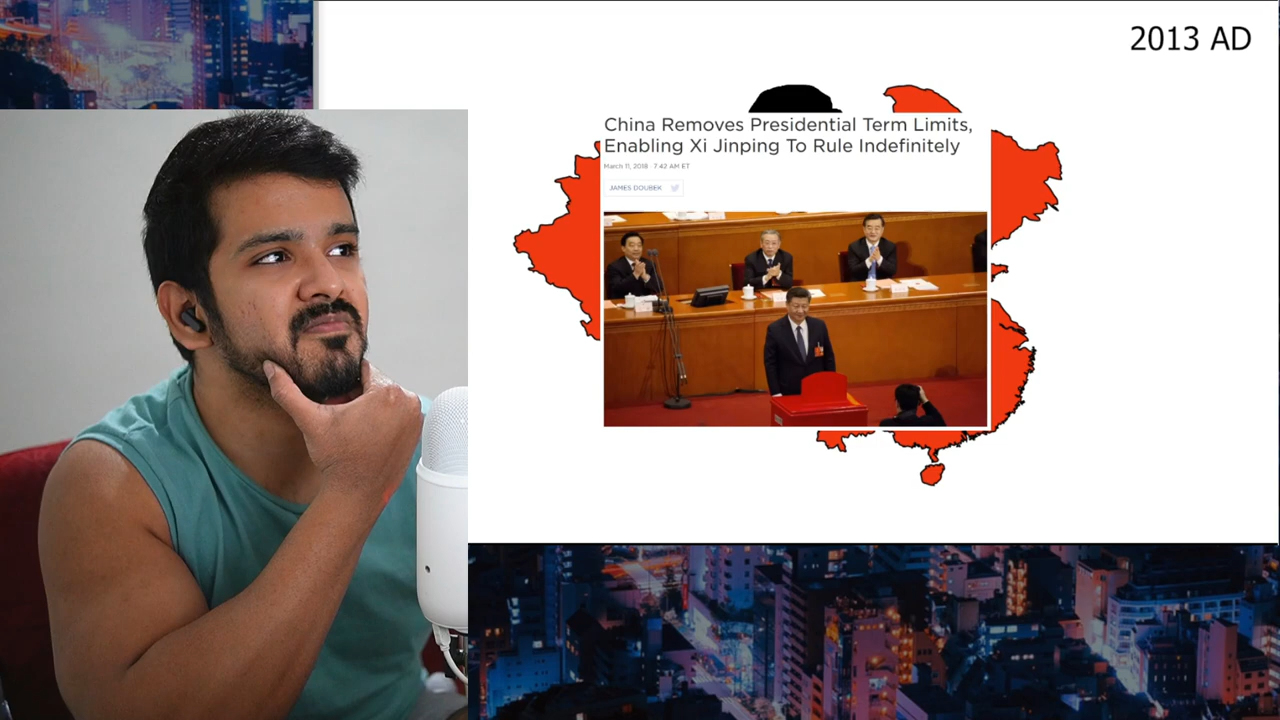 2013 AD
China Removes Presidential Term Limits,
Enabling Xi Jinping To Rule Indefinitely
March 11, 2018 · 7:42 AM ET
JAMES DOUBEK